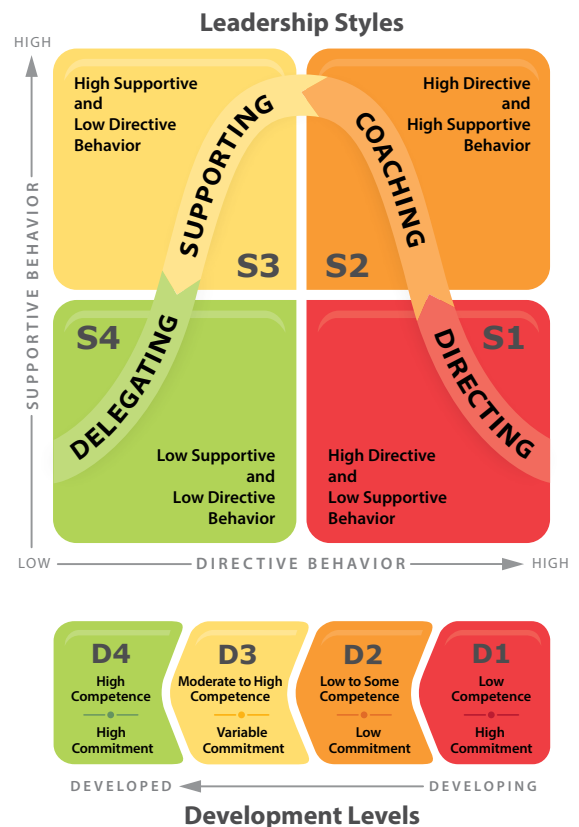 Leadership Styles
HIGH
SUPPORTIVE BEHAVIOR
High Supportive
and
Low Directive
Behavior
SUPPORTING
S3
High Directive
and
High Supportive
Behavior
COACHING
S2
S4
DELEGATING
Low Supportive
and
Low Directive
Behavior
S1
DIRECTING
High Directive
and
Low Supportive
Behavior
LOW
DIRECTIVE BEHAVIOR
HIGH
D4
High
Competence
High
Commitment
D3
Moderate to High
Competence
Variable
Commitment
D2
Low to Some
Competence
Low
Commitment
D1
Low
Competence
High
Commitment
DEVELOPED
DEVELOPING
Development Levels